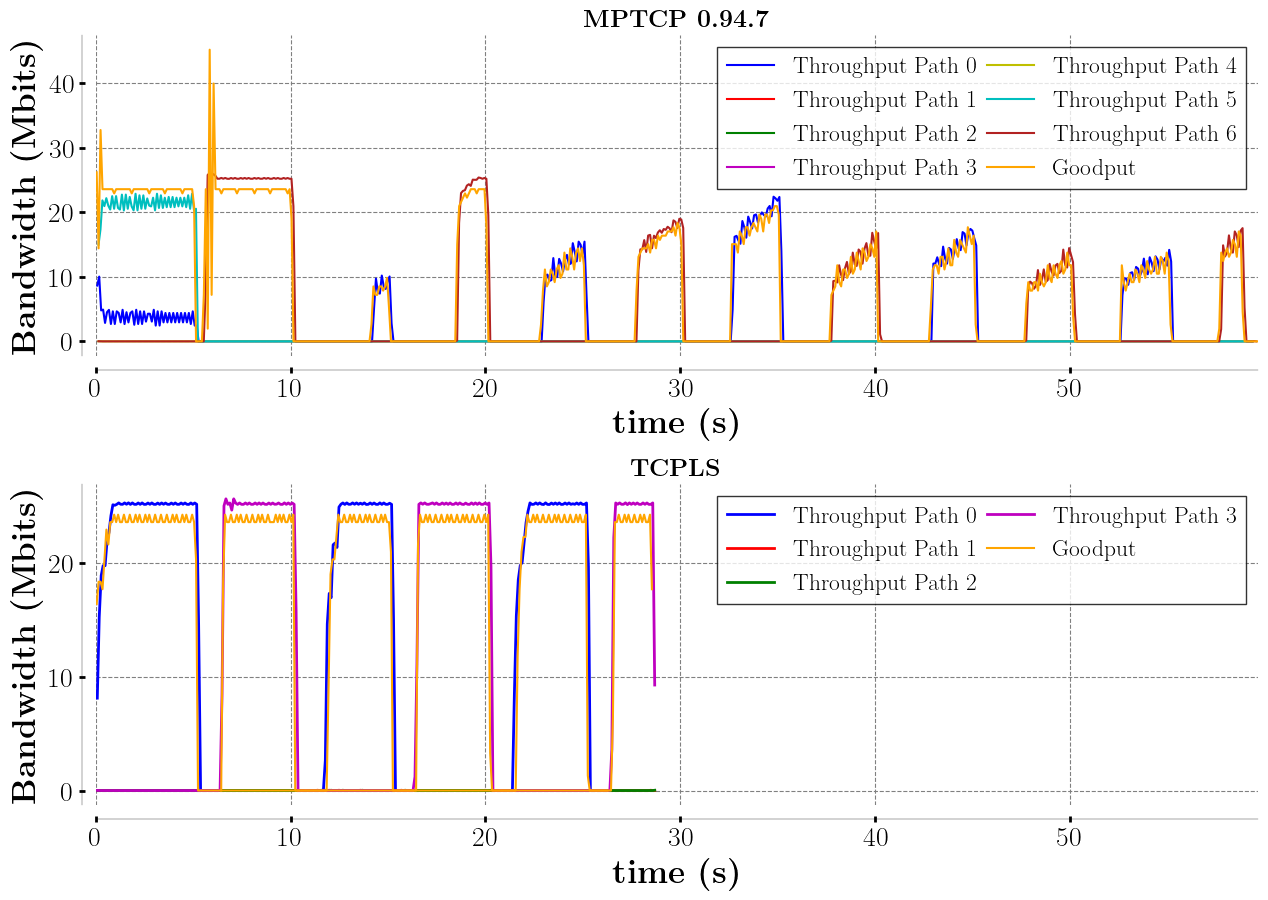 MPTCP 0.94.7
Bandwidth (Mbits)
40
30
20
10
0
Throughput Path 0
Throughput Path 1
Throughput Path 2
Throughput Path 3
Throughput Path 4
Throughput Path 5
Throughput Path 6
Goodput
0 10 20 30 40 50
time (s)
TCPLS
Bandwidth (Mbits)
20
10
0
Throughput Path 0
Throughput Path 1
Throughput Path 2
Throughput Path 3
Goodput
0 10 20 30 40 50
time (s)